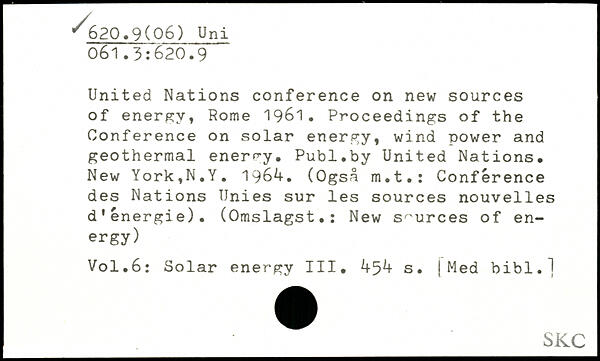 620.9(06) Uni
061.3:620.9
United Nations conference on new sources
of energy, Rome 1961. Proceedings of the
Conference on solar energy, wind power and
geothermal energy. Publ.by United Nations.
New York,N.Y. 1964. (Også m.t.: Conférence
des Nations Unies sur les sources nouvelles
d'énergie). (Omslagst.: New sources of en-
ergy)
Vol.6: Solar energy III. 454 s. [Med bibl.]
SKC